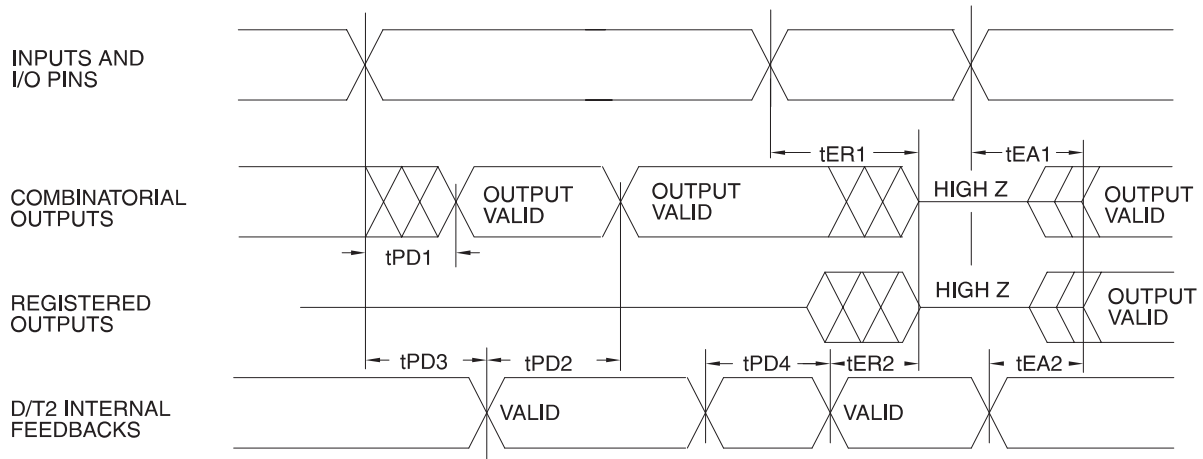 INPUTS AND
I/O PINS
tER1
tEA1
COMBINATORIAL
OUTPUTS
OUTPUT
VALID
OUTPUT
VALID
HIGH Z
OUTPUT
VALID
tPD1
REGISTERED
OUTPUTS
HIGH Z
OUTPUT
VALID
tPD3
tPD2
tPD4
tER2
tEA2
D/T2 INTERNAL
FEEDBACKS
VALID
VALID